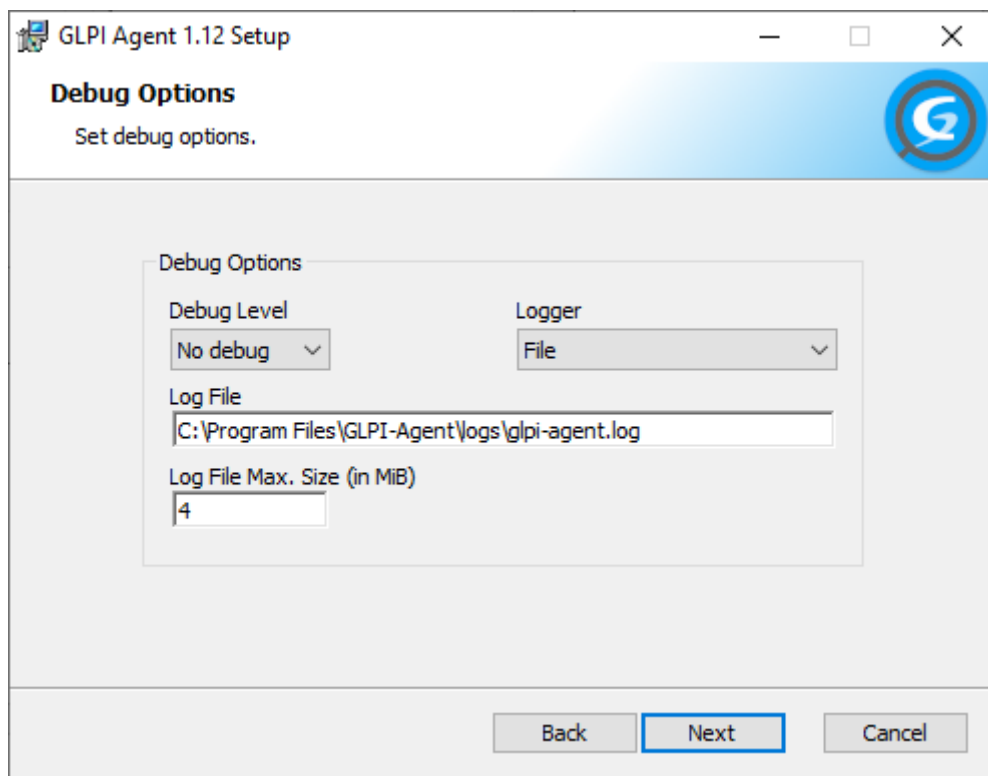 GLPI Agent 1.12 Setup
Debug Options
Set debug options.
Debug Options
Debug Level
Logger
No debug
File
Log File
C:\Program Files\GLPI-Agent\logs\glpi-agent.log
Log File Max. Size (in MiB)
4
Back
Next
Cancel